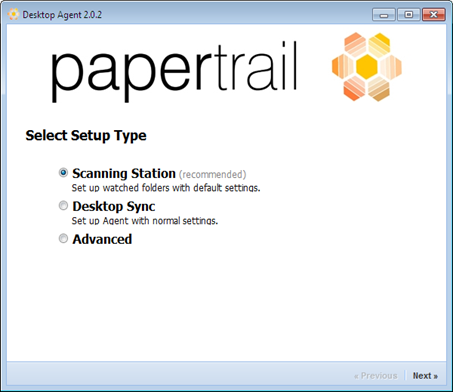 Desktop Agent 2.0.2
papertrail
Select Setup Type
Scanning Station (recommended)
Set up watched folders with default settings.
Desktop Sync
Set up Agent with normal settings.
Advanced
« Previous Next »